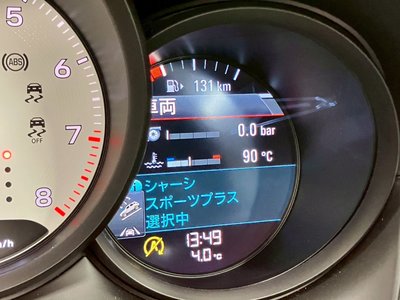 ABS
OFF
5
6
7
8
131 km
車両
0.0 bar
90 °C
シャーシ
スポーツプラス
選択中
13:49
4.0 °C